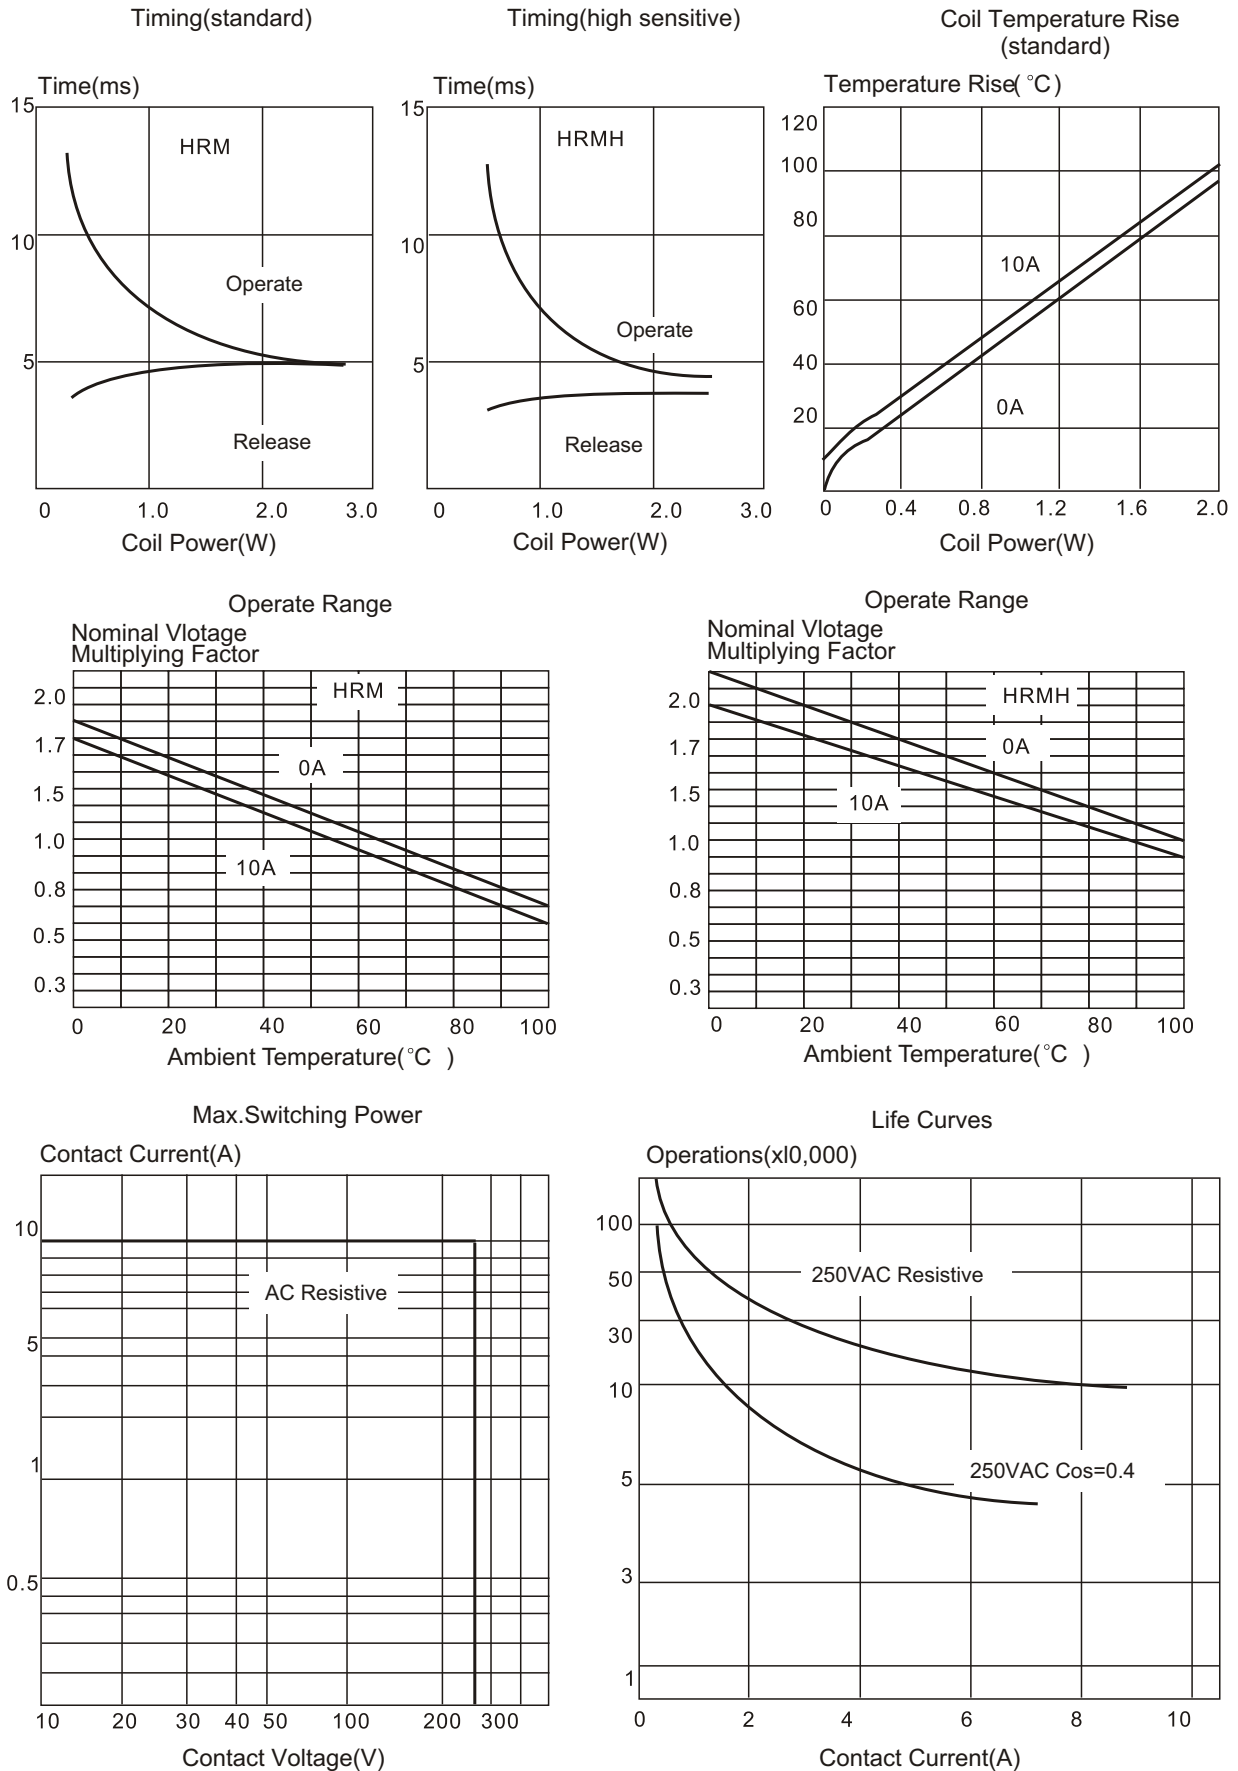 Timing(standard)
Timing(high sensitive)
Coil Temperature Rise
(standard)
Time(ms)
15
HRM
10
Operate
5
Release
0 1.0 2.0 3.0
Coil Power(W)
Time(ms)
15
HRMH
10
Operate
5
Release
0 1.0 2.0 3.0
Coil Power(W)
Temperature Rise( °C)
120
100
80
10A
60
40
0A
20
0 0.4 0.8 1.2 1.6 2.0
Coil Power(W)
Operate Range
Nominal Vlotage
Multiplying Factor
2.0
HRM
1.7
0A
1.5
1.0
10A
0.8
0.5
0.3
0 20 40 60 80 100
Ambient Temperature(°C )
Operate Range
Nominal Vlotage
Multiplying Factor
2.0
HRMH
1.7
0A
1.5
10A
1.0
0.8
0.5
0.3
0 20 40 60 80 100
Ambient Temperature(°C )
Max.Switching Power
Contact Current(A)
10
AC Resistive
5
1
0.5
10 20 30 40 50 100 200 300
Contact Voltage(V)
Life Curves
Operations(xl0,000)
100
250VAC Resistive
50
30
10
250VAC Cos=0.4
5
3
1
0 2 4 6 8 10
Contact Current(A)